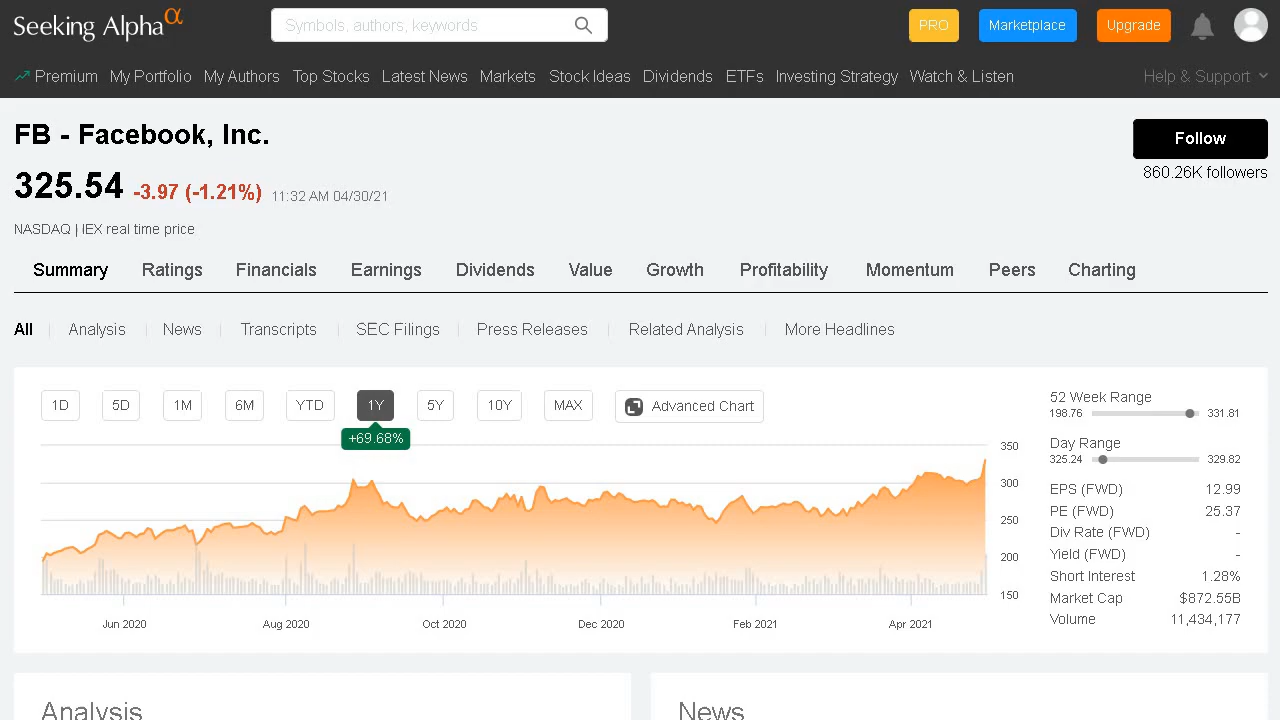 Seeking Alpha α
Symbols, authors, keywords
PRO
Marketplace
Upgrade
Premium My Portfolio My Authors Top Stocks Latest News Markets Stock Ideas Dividends ETFs Investing Strategy Watch & Listen Help & Support
FB - Facebook, Inc.
Follow
325.54 -3.97 (-1.21%) 11:32 AM 04/30/21
860.26K followers
NASDAQ | IEX real time price
Summary Ratings Financials Earnings Dividends Value Growth Profitability Momentum Peers Charting
All Analysis News Transcripts SEC Filings Press Releases Related Analysis More Headlines
1D 5D 1M 6M YTD 1Y 5Y 10Y MAX Advanced Chart
+69.68%
350
300
250
200
150
Jun 2020 Aug 2020 Oct 2020 Dec 2020 Feb 2021 Apr 2021
52 Week Range
198.76 331.81
Day Range
325.24 329.82
EPS (FWD) 12.99
PE (FWD) 25.37
Div Rate (FWD) -
Yield (FWD) -
Short Interest 1.28%
Market Cap $872.55B
Volume 11,434,177
Analysis
News